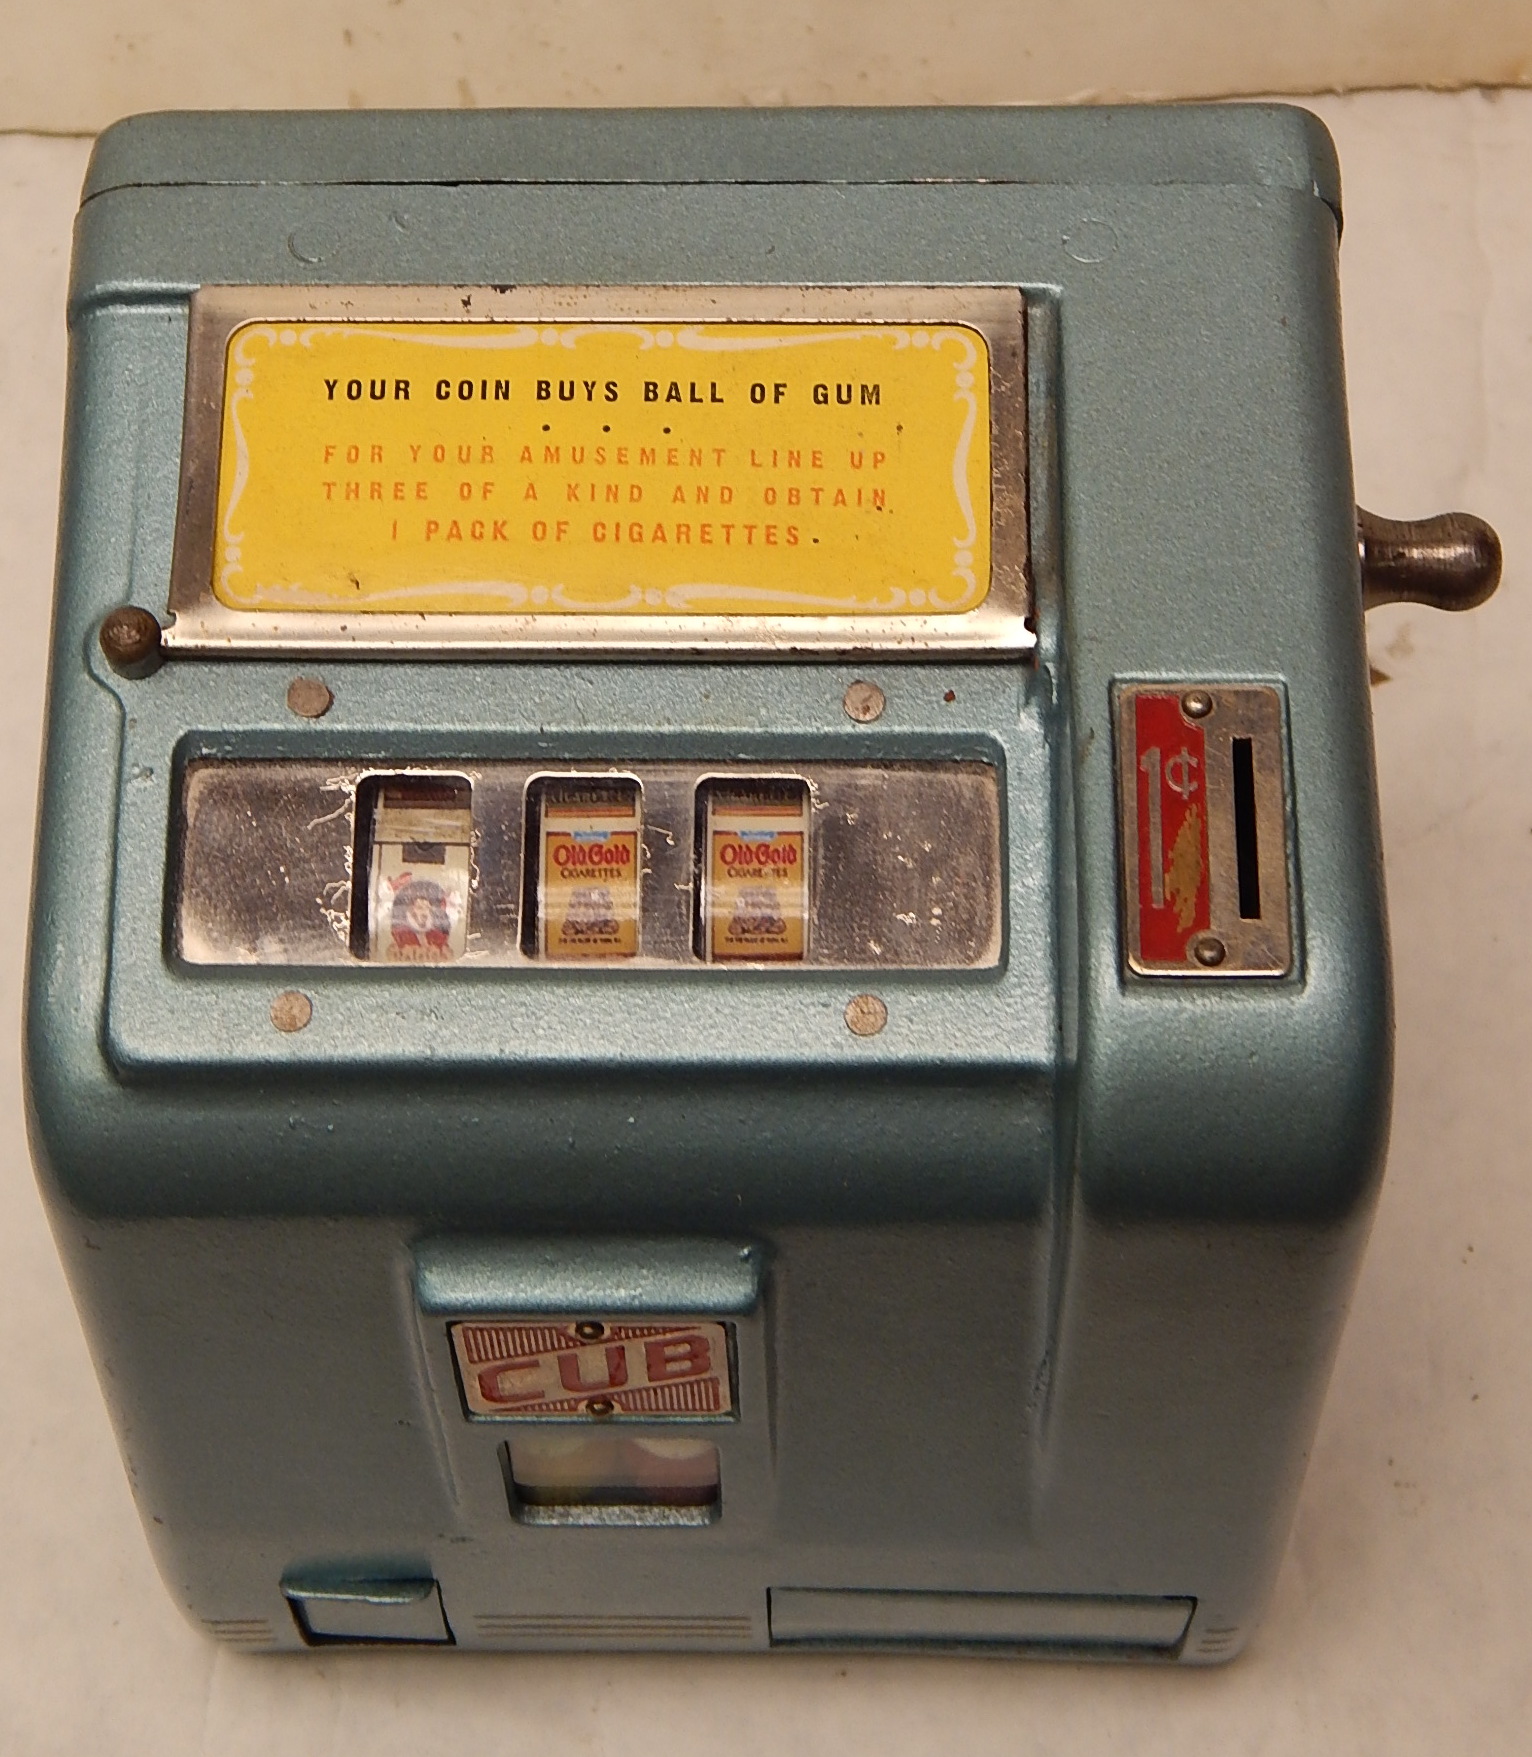 YOUR COIN BUYS BALL OF GUM
. . .
FOR YOUR AMUSEMENT LINE UP
THREE OF A KIND AND OBTAIN
1 PACK OF CIGARETTES.
1¢
Old Gold
CIGARETTES
Old Gold
CIGARETTES
Raleigh
CUB